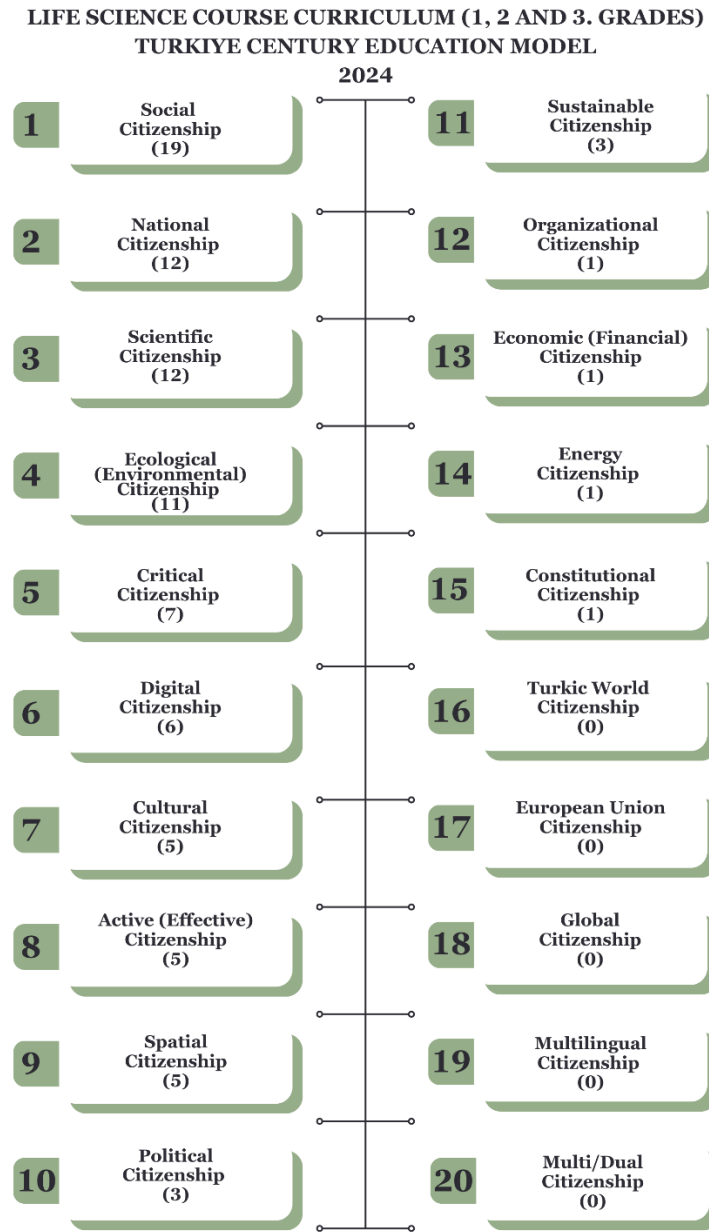 LIFE SCIENCE COURSE CURRICULUM (1, 2 AND 3. GRADES)
TURKIYE CENTURY EDUCATION MODEL
2024
1
Social
Citizenship
(19)
2
National
Citizenship
(12)
3
Scientific
Citizenship
(12)
4
Ecological
(Environmental)
Citizenship
(11)
5
Critical
Citizenship
(7)
6
Digital
Citizenship
(6)
7
Cultural
Citizenship
(5)
8
Active (Effective)
Citizenship
(5)
9
Spatial
Citizenship
(5)
10
Political
Citizenship
(3)
11
Sustainable
Citizenship
(3)
12
Organizational
Citizenship
(1)
13
Economic (Financial)
Citizenship
(1)
14
Energy
Citizenship
(1)
15
Constitutional
Citizenship
(1)
16
Turkic World
Citizenship
(0)
17
European Union
Citizenship
(0)
18
Global
Citizenship
(0)
19
Multilingual
Citizenship
(0)
20
Multi/Dual
Citizenship
(0)